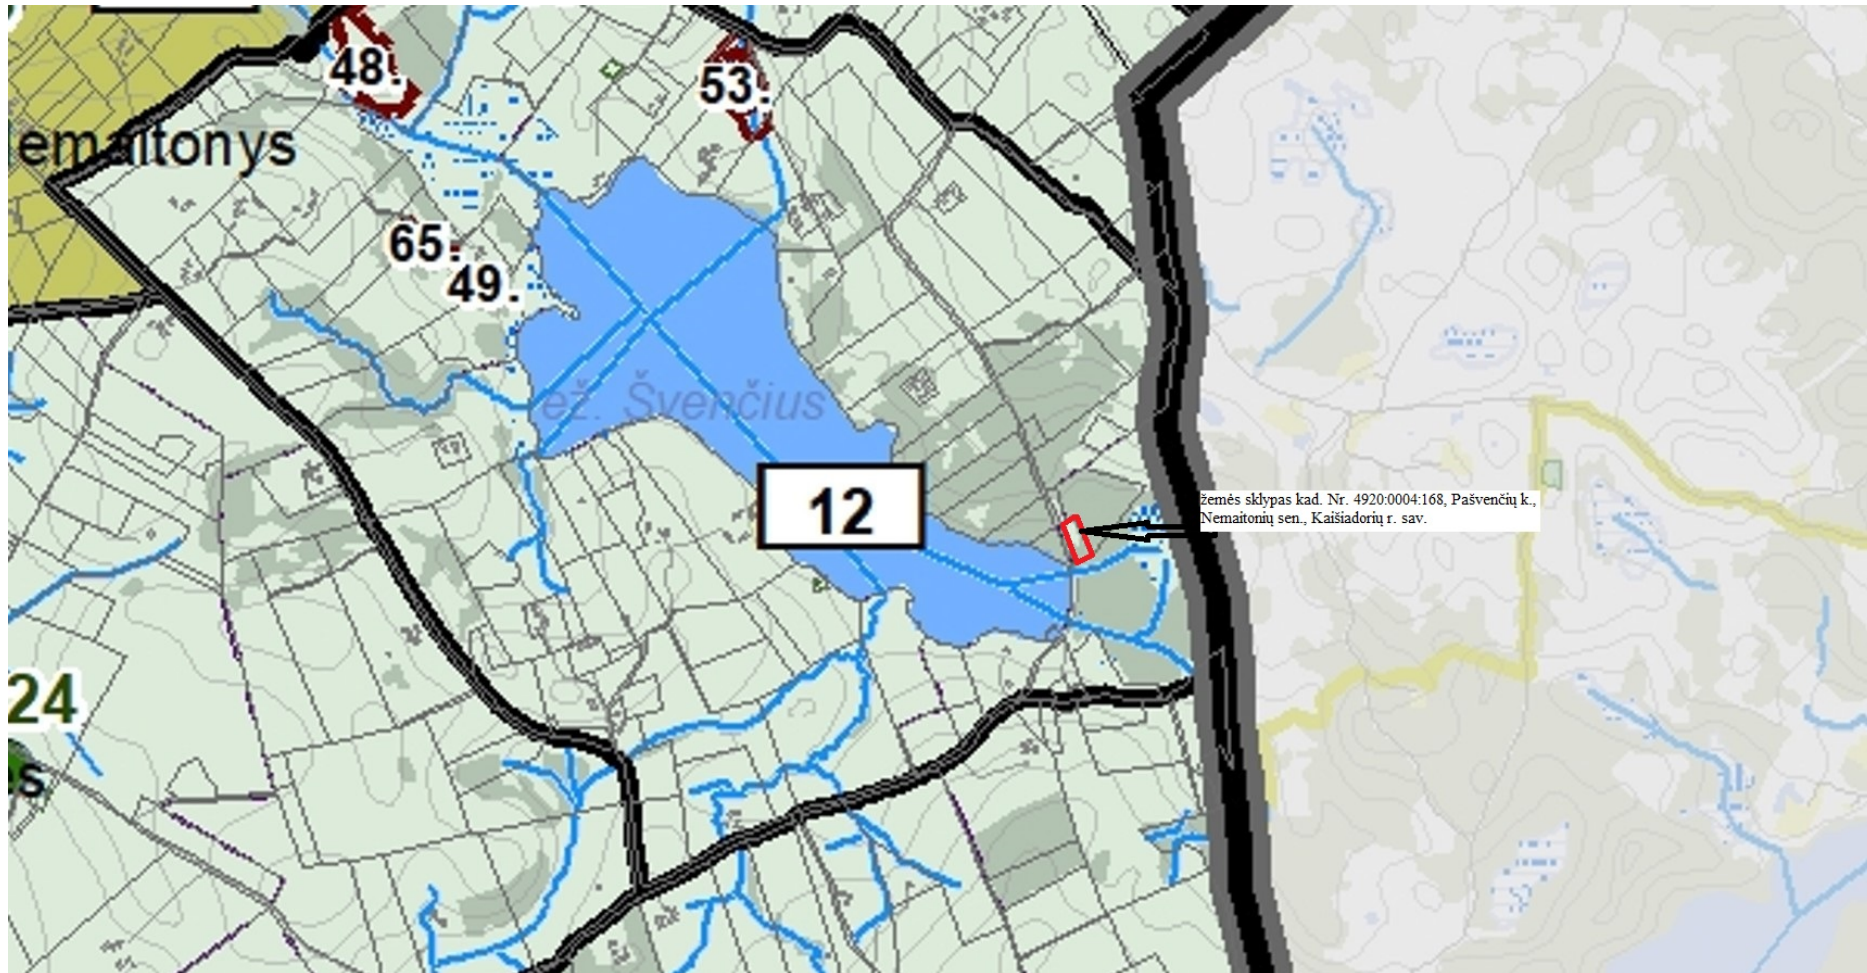 48.
53.
emaitonys
65.
49.
ež. Švenčius
12
žemės sklypas kad. Nr. 4920:0004:168, Pašvenčių k.,
Nemaitonių sen., Kaišiadorių r. sav.
24
s